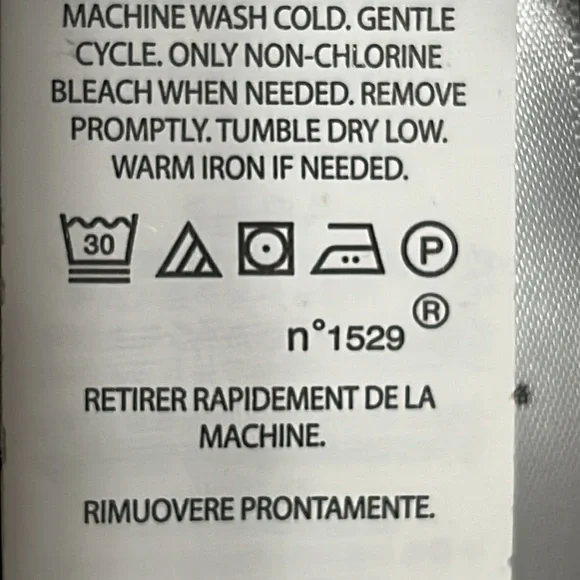 MACHINE WASH COLD. GENTLE
CYCLE. ONLY NON-CHLORINE
BLEACH WHEN NEEDED. REMOVE
PROMPTLY. TUMBLE DRY LOW.
WARM IRON IF NEEDED.
30 P
®
n°1529
RETIRER RAPIDEMENT DE LA
MACHINE.
RIMUOVERE PRONTAMENTE.